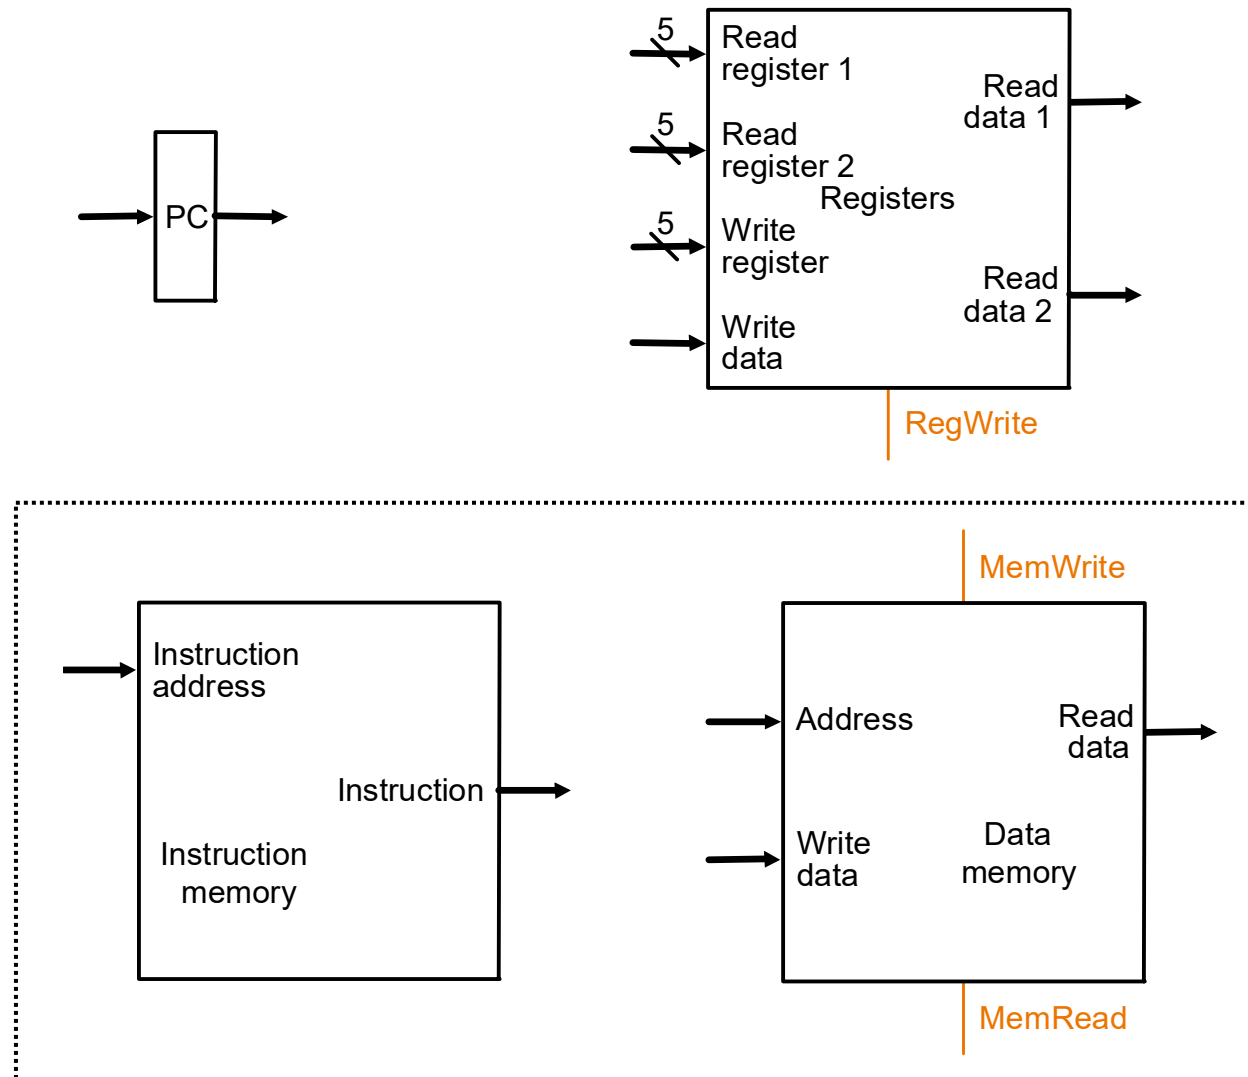 PC
5
Read
register 1
5
Read
register 2
5
Write
register
Write
data
Registers
Read
data 1
Read
data 2
RegWrite
Instruction
address
Instruction
Instruction
memory
MemWrite
Address
Write
data
Read
data
Data
memory
MemRead